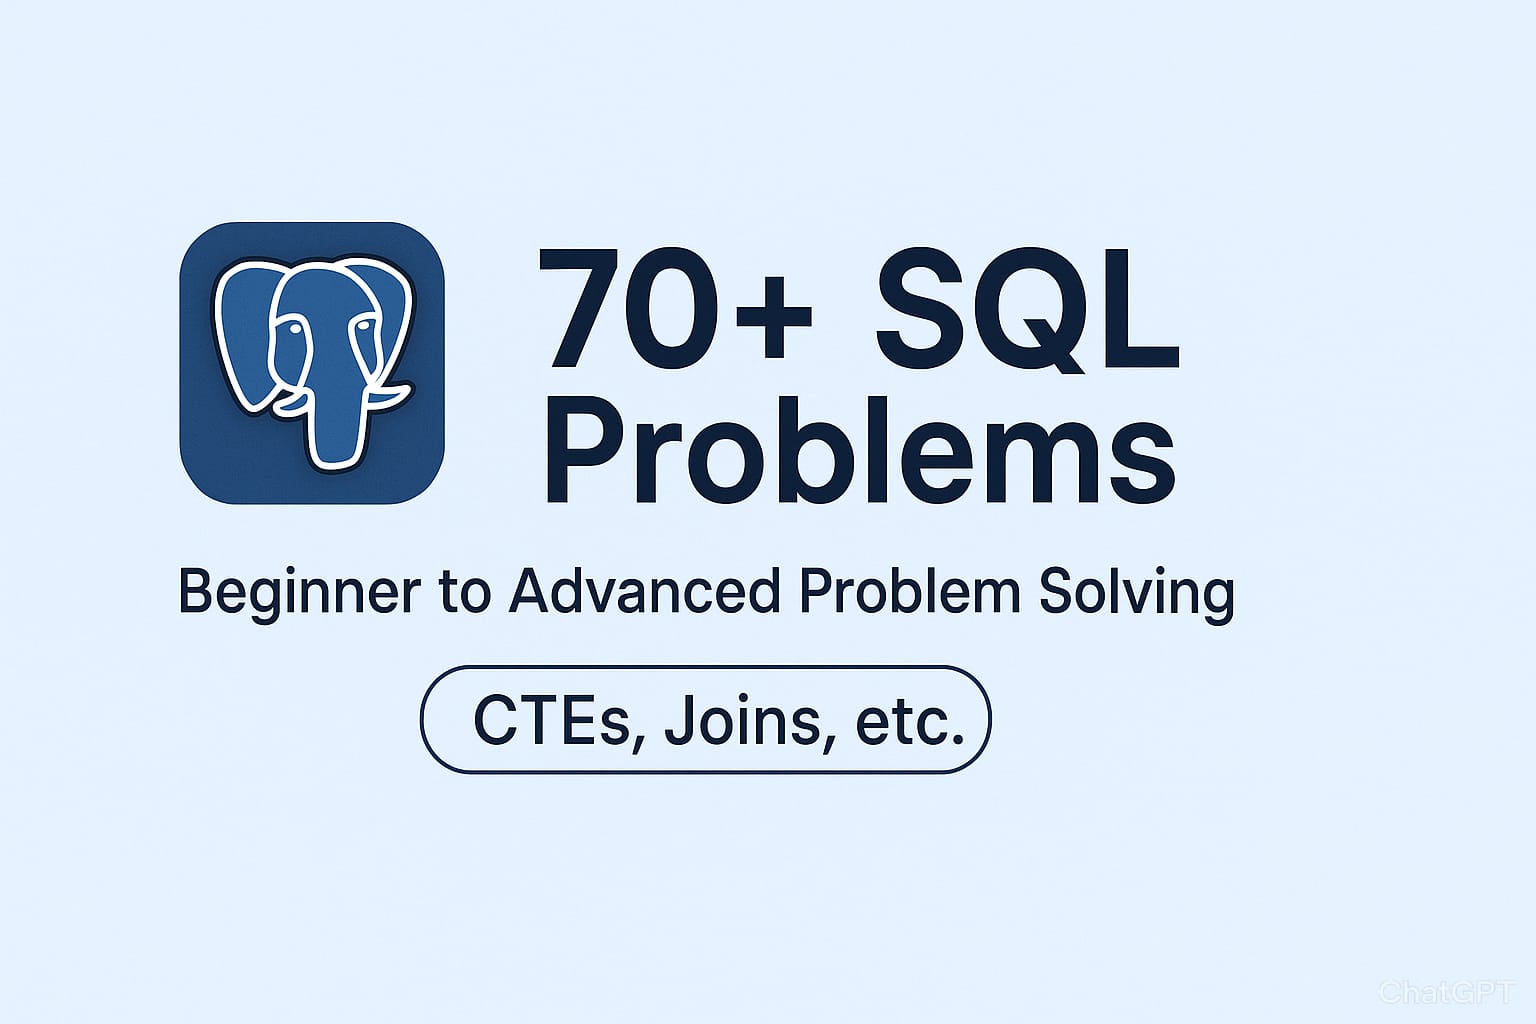 70+ SQL
Problems
Beginner to Advanced Problem Solving
CTEs, Joins, etc.
ChatGPT